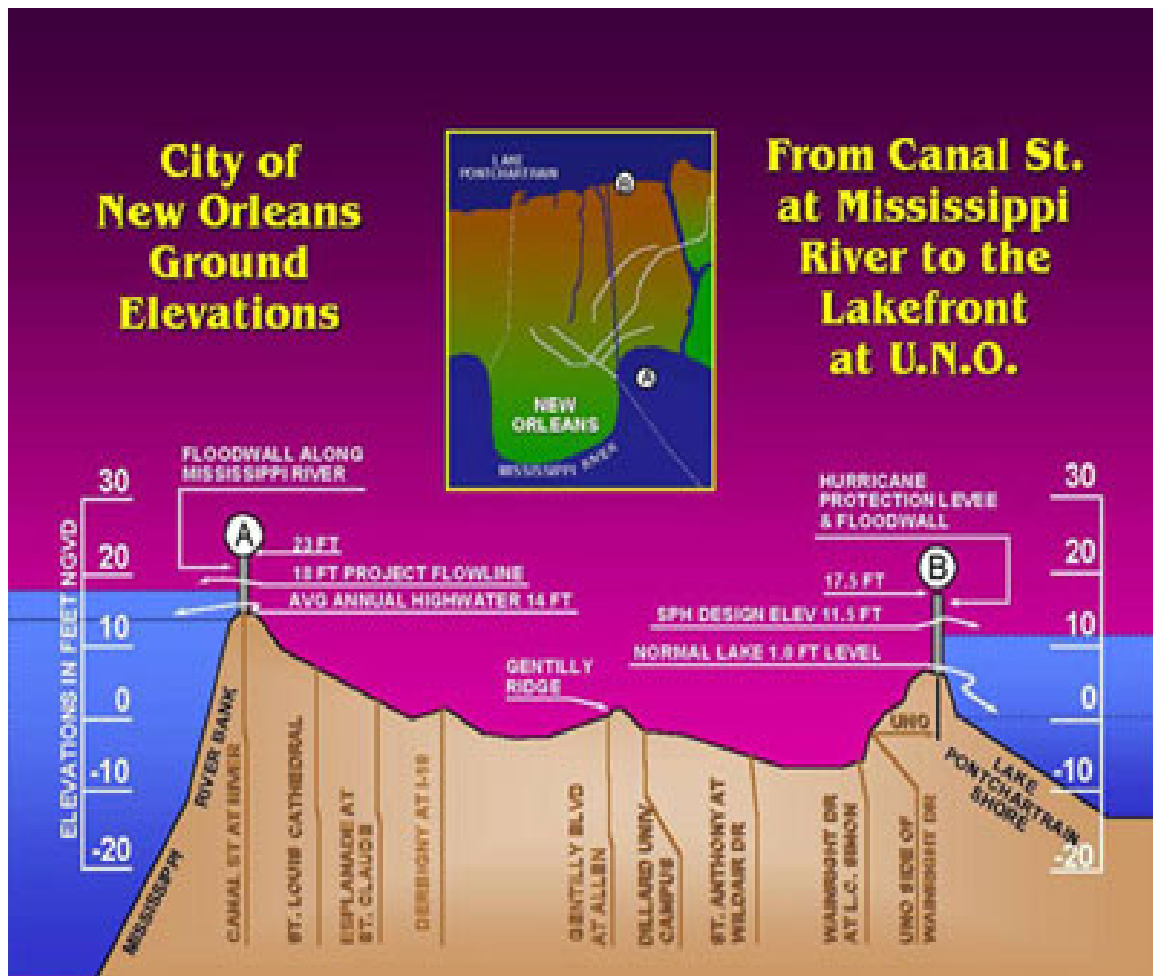 City of
New Orleans
Ground
Elevations
LAKE
PONTCHARTRAIN
B
A
NEW
ORLEANS
MISSISSIPPI RIVER
From Canal St.
at Mississippi
River to the
Lakefront
at U.N.O.
FLOODWALL ALONG
MISSISSIPPI RIVER
A
23 FT
18 FT PROJECT FLOWLINE
AVG ANNUAL HIGHWATER 14 FT
GENTILLY
RIDGE
HURRICANE
PROTECTION LEVEE
& FLOODWALL
B
17.5 FT
SPH DESIGN ELEV 11.5 FT
NORMAL LAKE 1.0 FT LEVEL
ELEVATIONS IN FEET NGVD
30
20
10
0
-10
-20
30
20
10
0
-10
-20
MISSISSIPPI
RIVER BANK
CANAL ST AT RIVER
ST. LOUIS CATHEDRAL
ESPLANADE AT
ST. CLAUDE
DERBIGNY AT I-10
GENTILLY BLVD
AT ALLEN
DILLARD UNIV
CAMPUS
ST. ANTHONY AT
WILDAIR DR
WAINRIGHT DR
AT L.C. SIMON
UNO SIDE OF
WAINRIGHT DR
UNO
LAKE
PONTCHARTRAIN
SHORE